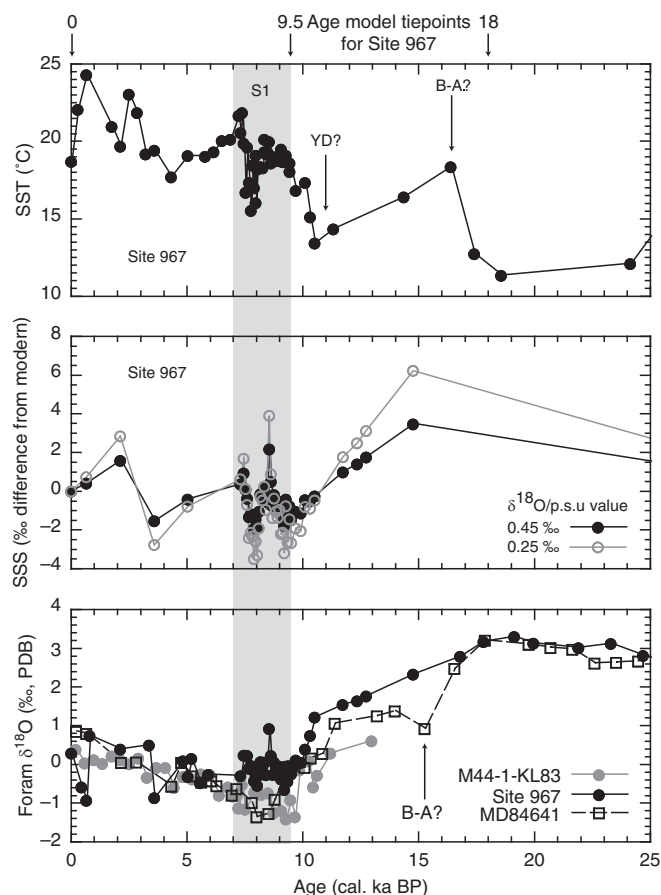 0 9.5 Age model tiepoints 18
for Site 967
25
20
15
10
SST (˚C)
S1
YD?
B-A?
Site 967
8
6
4
2
0
−2
−4
SSS (‰ difference from modern)
Site 967
δ18O/p.s.u value
0.45 ‰
0.25 ‰
4
3
2
1
0
−1
−2
Foram δ18O (‰, PDB)
B-A?
M44-1-KL83
Site 967
MD84641
0 5 10 15 20 25
Age (cal. ka BP)